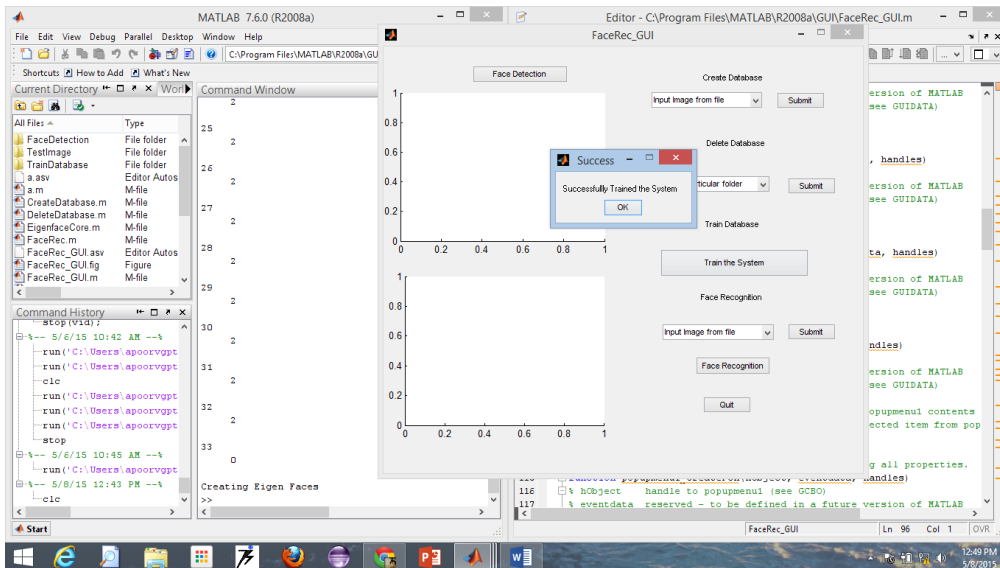 MATLAB 7.6.0 (R2008a)
File Edit View Debug Parallel Desktop Window Help
C:\Program Files\MATLAB\R2008a\GU
Shortcuts How to Add What's New
Current Directory
Worl
All Files Type
FaceDetection File folder
TestImage File folder
TrainDatabase File folder
a.asv Editor Autos
a.m M-file
CreateDatabase.m M-file
DeleteDatabase.m M-file
EigenfaceCore.m M-file
FaceRec.m M-file
FaceRec_GUI.asv Editor Autos
FaceRec_GUI.fig Figure
FaceRec_GUI.m M-file
Command History
stop(vid);
%-- 5/6/15 10:42 AM --%
run('C:\Users\apoorvgpt
run('C:\Users\apoorvgpt
clc
run('C:\Users\apoorvgpt
run('C:\Users\apoorvgpt
run('C:\Users\apoorvgpt
stop
%-- 5/6/15 10:45 AM --%
run('C:\Users\apoorvgpt
%-- 5/8/15 12:43 PM --%
clc
Start
Command Window
2
25
2
26
2
27
2
28
2
29
2
30
2
31
2
32
2
33
0
Creating Eigen Faces
>>
FaceRec_GUI
Face Detection
1
0.8
0.6
0.4
0.2
0
0 0.2 0.4 0.6 0.8 1
1
0.8
0.6
0.4
0.2
0
0 0.2 0.4 0.6 0.8 1
Create Database
Input Image from file Submit
Delete Database
ticular folder Submit
Train Database
Train the System
Face Recognition
Input Image from file Submit
Face Recognition
Quit
Success
Successfully Trained the System
OK
Editor - C:\Program Files\MATLAB\R2008a\GUI\FaceRec_GUI.m
ersion of MATLAB
see GUIDATA)
, handles)
ersion of MATLAB
see GUIDATA)
ta, handles)
ersion of MATLAB
see GUIDATA)
ndles)
ersion of MATLAB
see GUIDATA)
opupmenu1 contents
ected item from pop
g all properties.
116 % hObject handle to popupmenu1 (see GCBO)
117 % eventdata reserved - to be defined in a future version of MATLAB
FaceRec_GUI Ln 96 Col 1 OVR
12:49 PM
5/8/2015